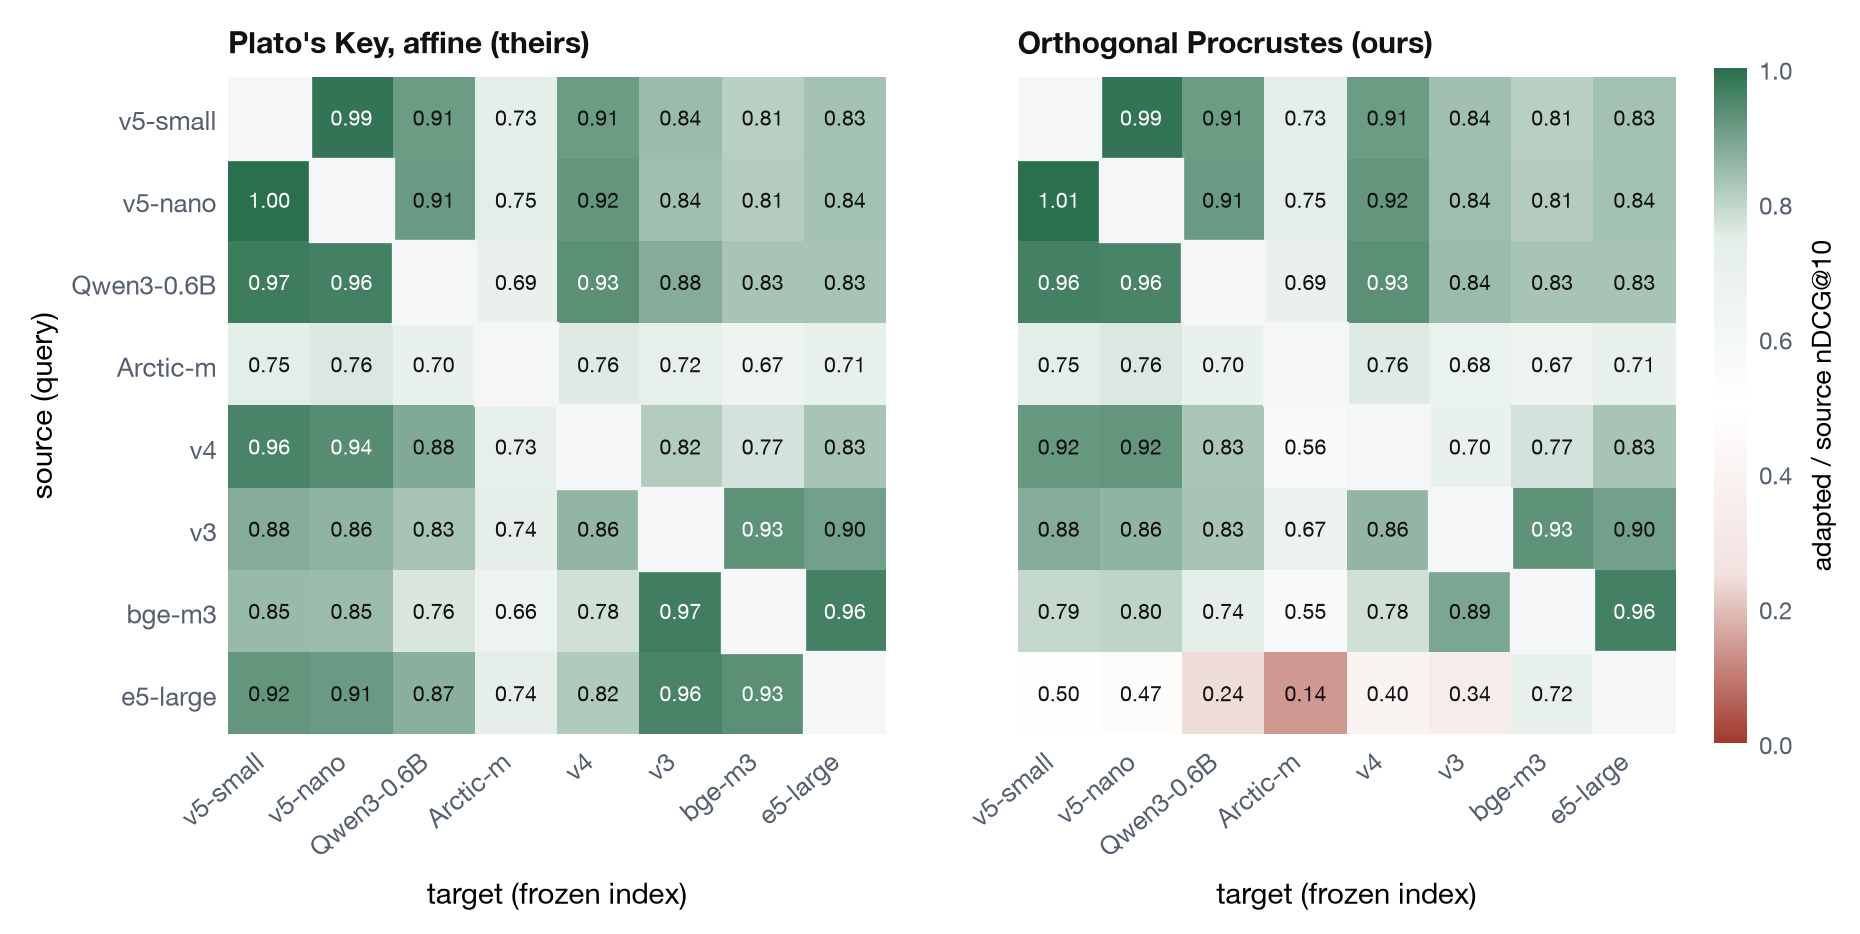 Plato's Key, affine (theirs)
Orthogonal Procrustes (ours)
v5-small 0.99 0.91 0.73 0.91 0.84 0.81 0.83
0.99 0.91 0.73 0.91 0.84 0.81 0.83
v5-nano 1.00 0.91 0.75 0.92 0.84 0.81 0.84
1.01 0.91 0.75 0.92 0.84 0.81 0.84
Qwen3-0.6B 0.97 0.96 0.69 0.93 0.88 0.83 0.83
0.96 0.96 0.69 0.93 0.84 0.83 0.83
Arctic-m 0.75 0.76 0.70 0.76 0.72 0.67 0.71
0.75 0.76 0.70 0.76 0.68 0.67 0.71
v4 0.96 0.94 0.88 0.73 0.82 0.77 0.83
0.92 0.92 0.83 0.56 0.70 0.77 0.83
v3 0.88 0.86 0.83 0.74 0.86 0.93 0.90
0.88 0.86 0.83 0.67 0.86 0.93 0.90
bge-m3 0.85 0.85 0.76 0.66 0.78 0.97 0.96
0.79 0.80 0.74 0.55 0.78 0.89 0.96
e5-large 0.92 0.91 0.87 0.74 0.82 0.96 0.93
0.50 0.47 0.24 0.14 0.40 0.34 0.72
source (query)
v5-small v5-nano Qwen3-0.6B Arctic-m v4 v3 bge-m3 e5-large
v5-small v5-nano Qwen3-0.6B Arctic-m v4 v3 bge-m3 e5-large
target (frozen index)
target (frozen index)
1.0
0.8
0.6
0.4
0.2
0.0
adapted / source nDCG@10